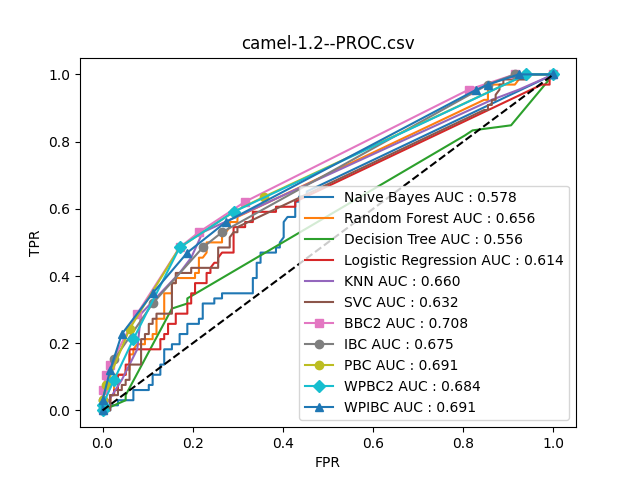 camel-1.2--PROC.csv
1.0
0.8
0.6
0.4
0.2
0.0
TPR
Naive Bayes AUC : 0.578
Random Forest AUC : 0.656
Decision Tree AUC : 0.556
Logistic Regression AUC : 0.614
KNN AUC : 0.660
SVC AUC : 0.632
BBC2 AUC : 0.708
IBC AUC : 0.675
PBC AUC : 0.691
WPBC2 AUC : 0.684
WPIBC AUC : 0.691
0.0 0.2 0.4 0.6 0.8 1.0
FPR